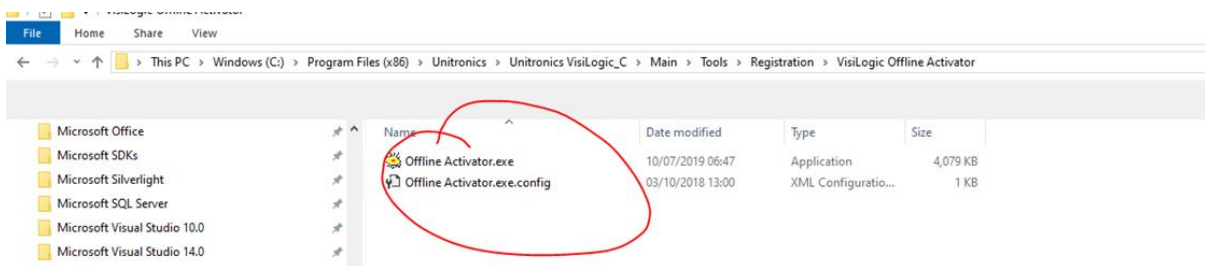 VisiLogic Offline Activator
File Home Share View
This PC > Windows (C:) > Program Files (x86) > Unitronics > Unitronics VisiLogic_C > Main > Tools > Registration > VisiLogic Offline Activator
Name Date modified Type Size
Microsoft Office
Microsoft SDKs
Microsoft Silverlight
Microsoft SQL Server
Microsoft Visual Studio 10.0
Microsoft Visual Studio 14.0
Offline Activator.exe 10/07/2019 06:47 Application 4,079 KB
Offline Activator.exe.config 03/10/2018 13:00 XML Configuratio... 1 KB